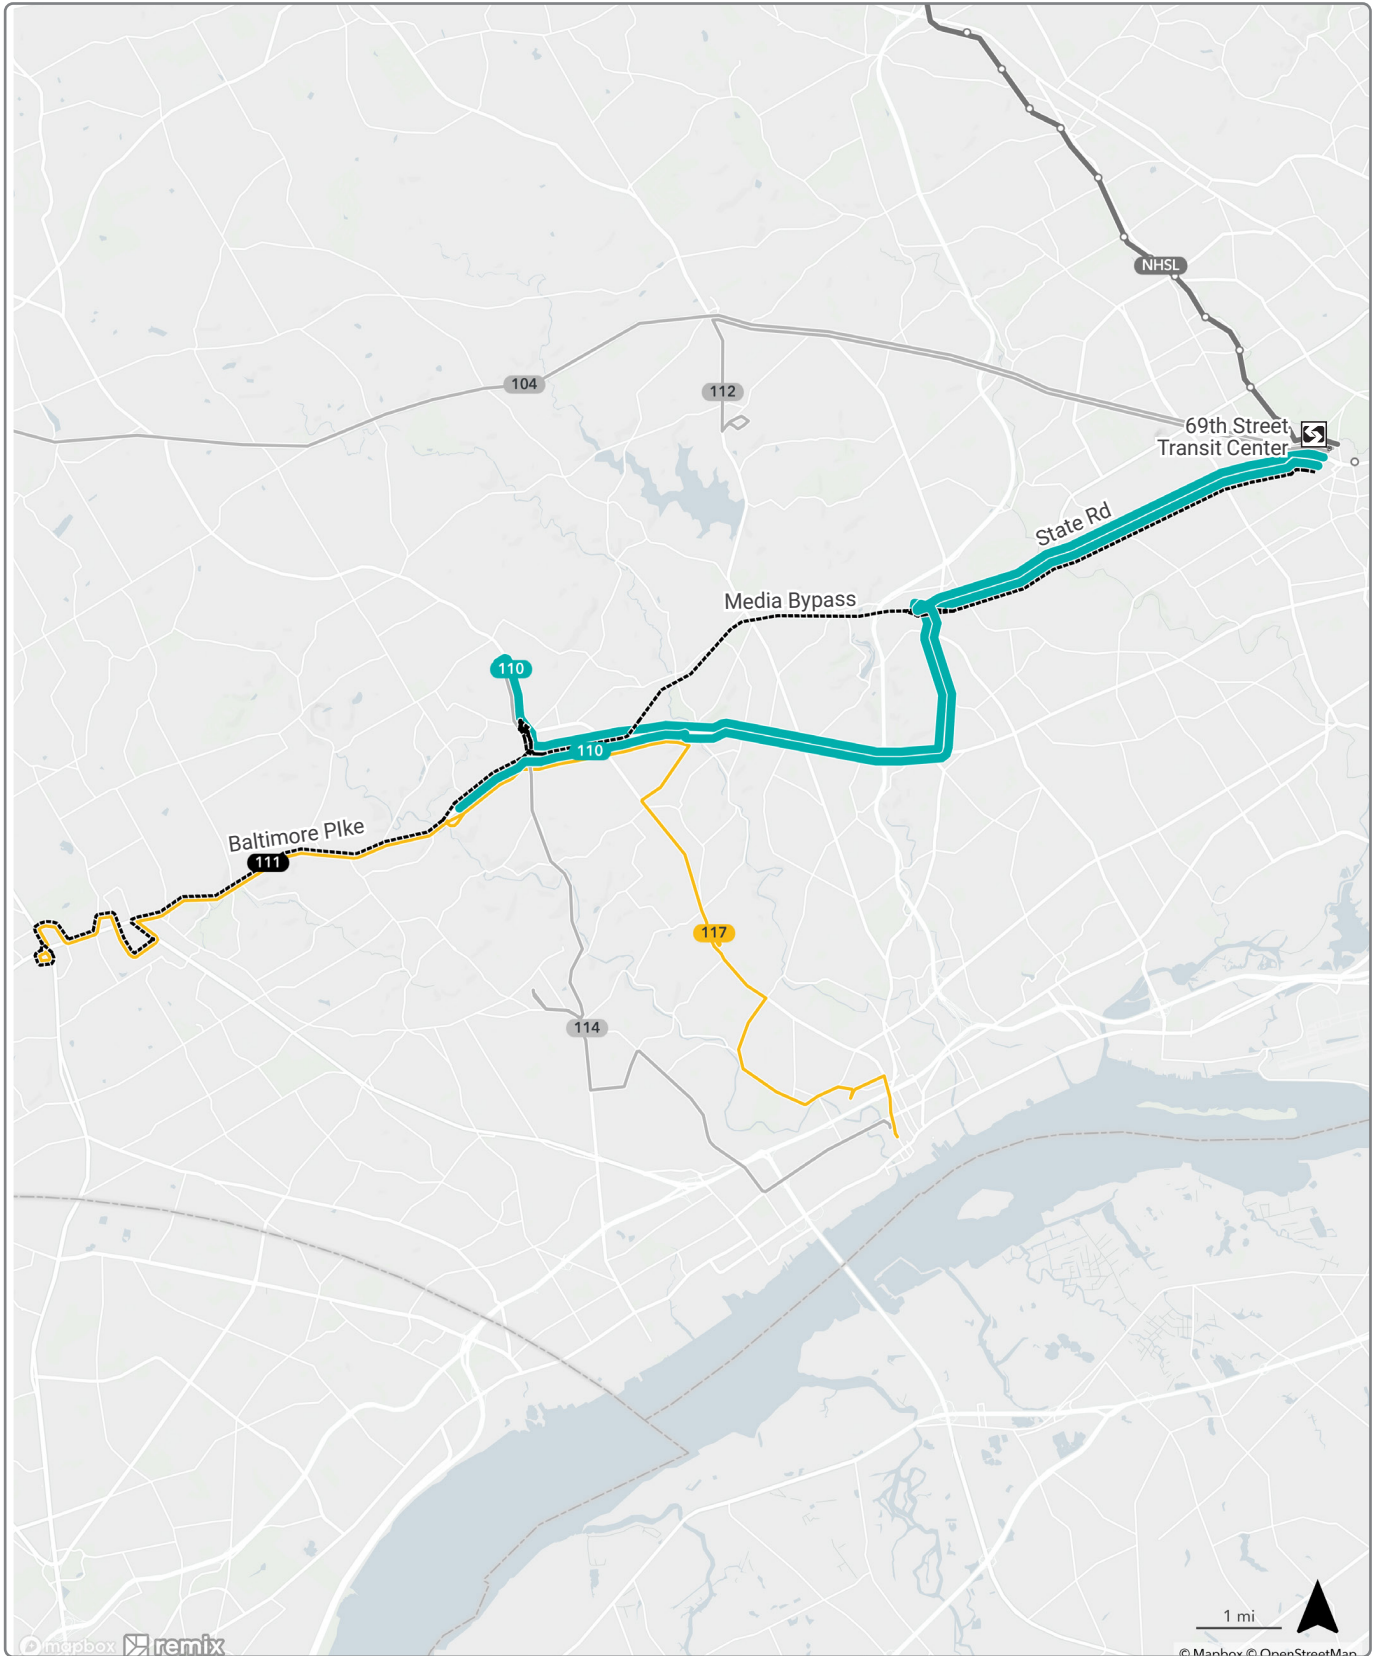 NHSL
104
112
69th Street
Transit Center
State Rd
Media Bypass
110
110
Baltimore PIke
111
117
114
1 mi
mapbox remix
© Mapbox © OpenStreetMap